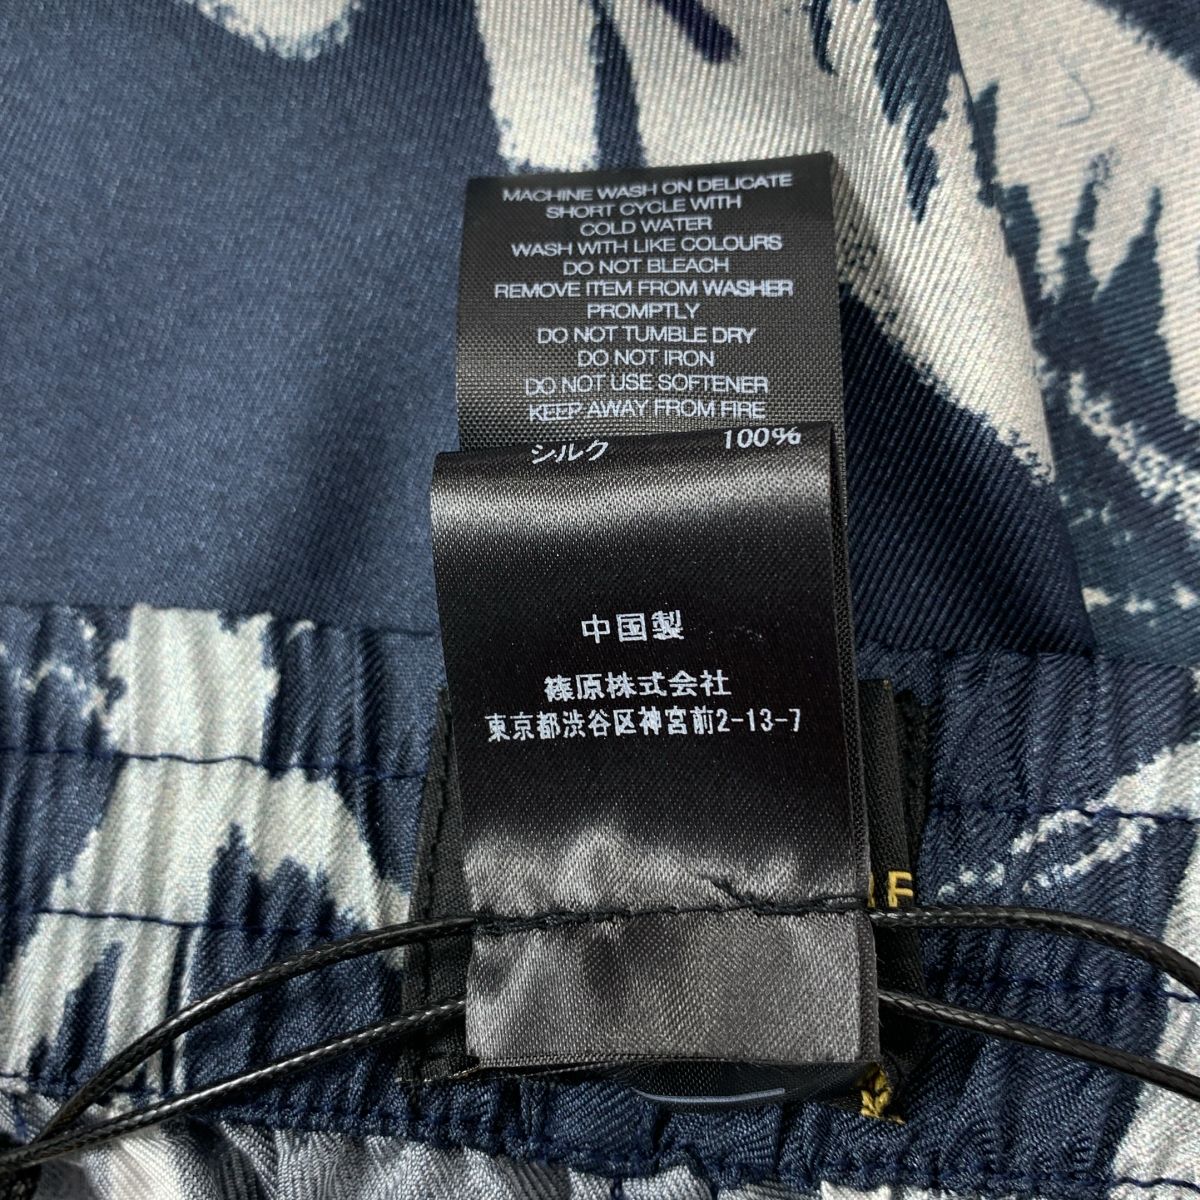 MACHINE WASH ON DELICATE
SHORT CYCLE WITH
COLD WATER
WASH WITH LIKE COLOURS
DO NOT BLEACH
REMOVE ITEM FROM WASHER
PROMPTLY
DO NOT TUMBLE DRY
DO NOT IRON
DO NOT USE SOFTENER
KEEP AWAY FROM FIRE
シルク 100%
中国製
篠原株式会社
東京都渋谷区神宮前2-13-7